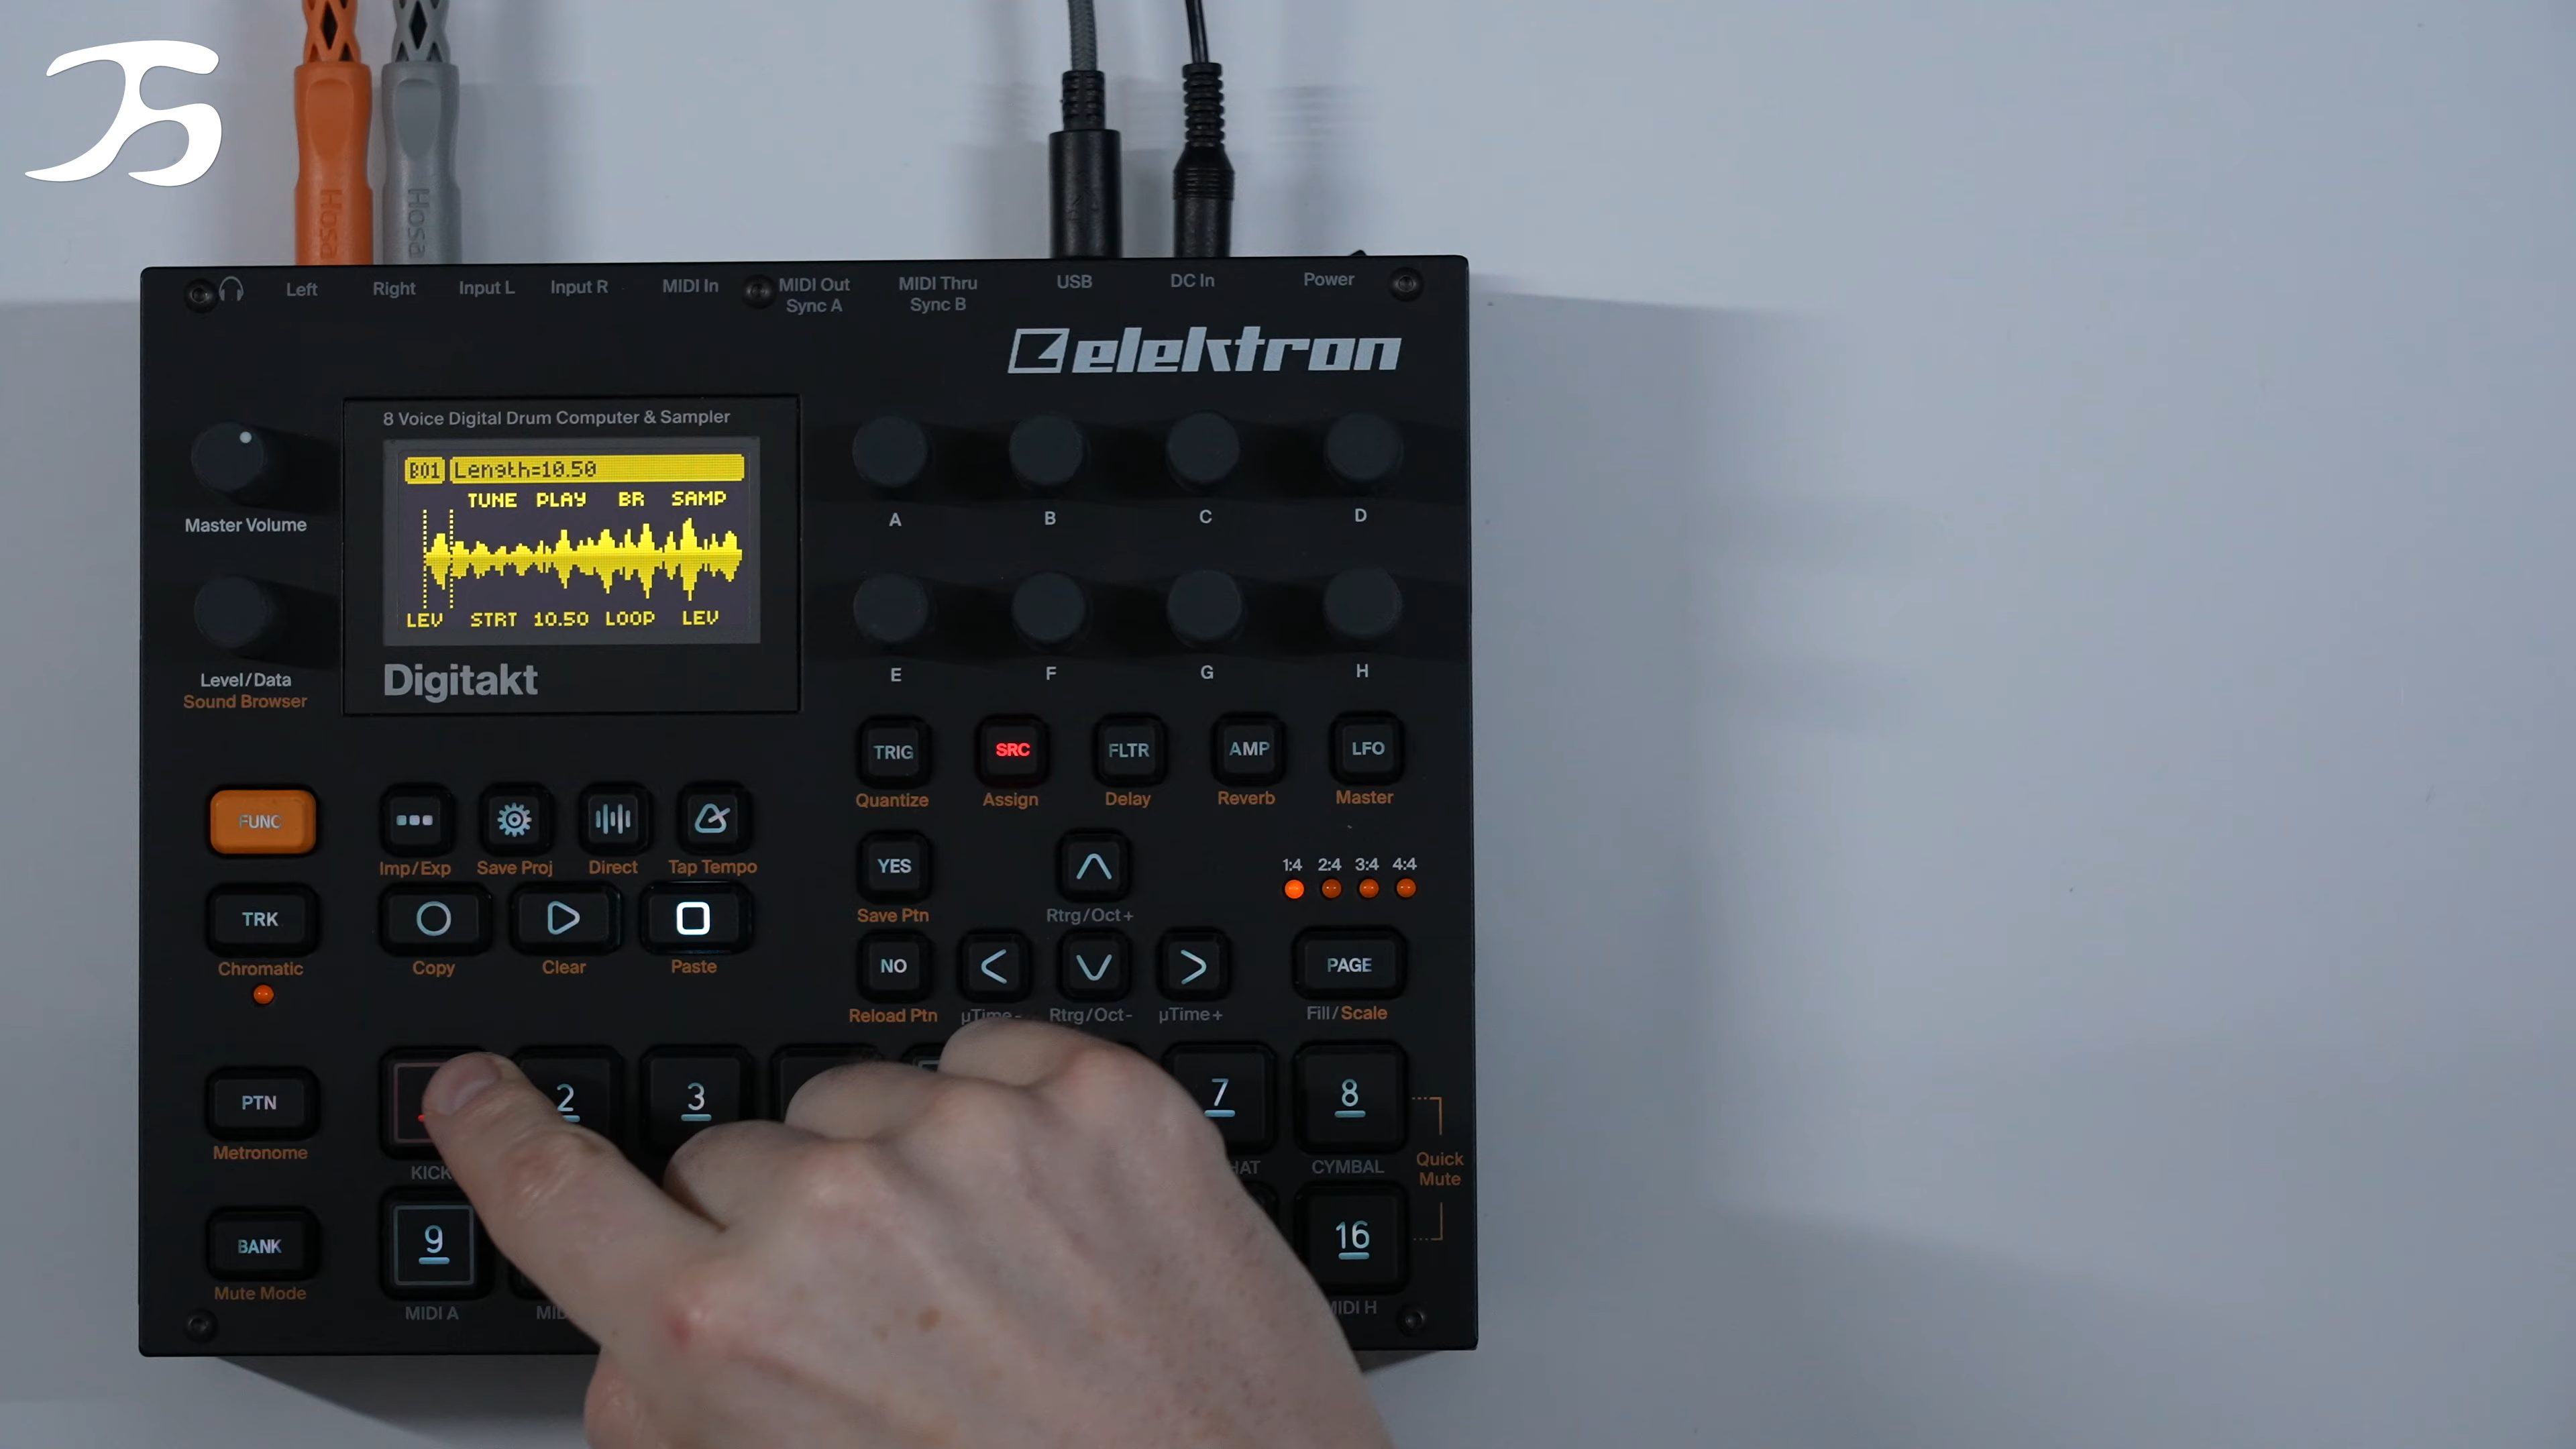 JS
Hosa
Hosa
Left Right Input L Input R MIDI In MIDI Out MIDI Thru USB DC In Power
Sync A Sync B
elektron
8 Voice Digital Drum Computer & Sampler
B01 Length=10.50
TUNE PLAY BR SAMP
LEV STRT 10.50 LOOP LEV
Digitakt
Master Volume
Level/Data
Sound Browser
A B C D
E F G H
TRIG SRC FLTR AMP LFO
Quantize Assign Delay Reverb Master
FUNC
Imp/Exp Save Proj Direct Tap Tempo
YES
Save Ptn Rtrg/Oct+
1:4 2:4 3:4 4:4
TRK
Chromatic
Copy Clear Paste
NO PAGE
Reload Ptn µTime- Rtrg/Oct- µTime+ Fill/Scale
PTN
Metronome
2 3 7 8
KICK HAT CYMBAL
Quick
Mute
BANK
Mute Mode
9 16
MIDI A MID MIDI H